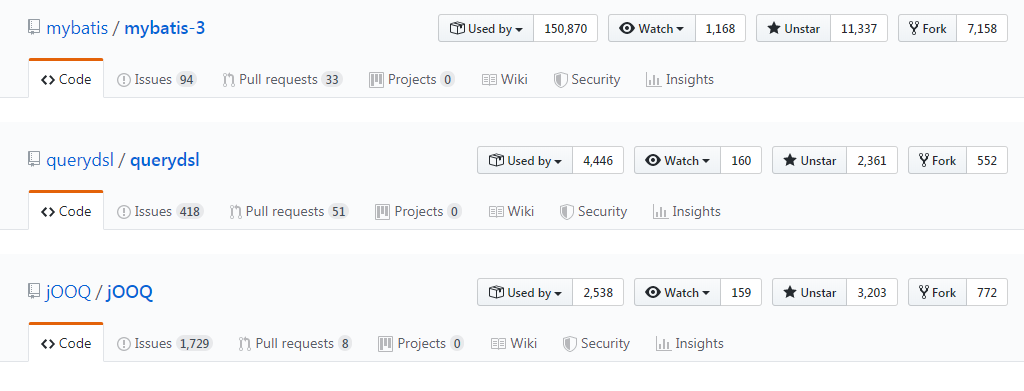 mybatis / mybatis-3 Used by 150,870 Watch 1,168 Unstar 11,337 Fork 7,158
Code Issues 94 Pull requests 33 Projects 0 Wiki Security Insights
querydsl / querydsl Used by 4,446 Watch 160 Unstar 2,361 Fork 552
Code Issues 418 Pull requests 51 Projects 0 Wiki Security Insights
jOOQ / jOOQ Used by 2,538 Watch 159 Unstar 3,203 Fork 772
Code Issues 1,729 Pull requests 8 Projects 0 Wiki Security Insights